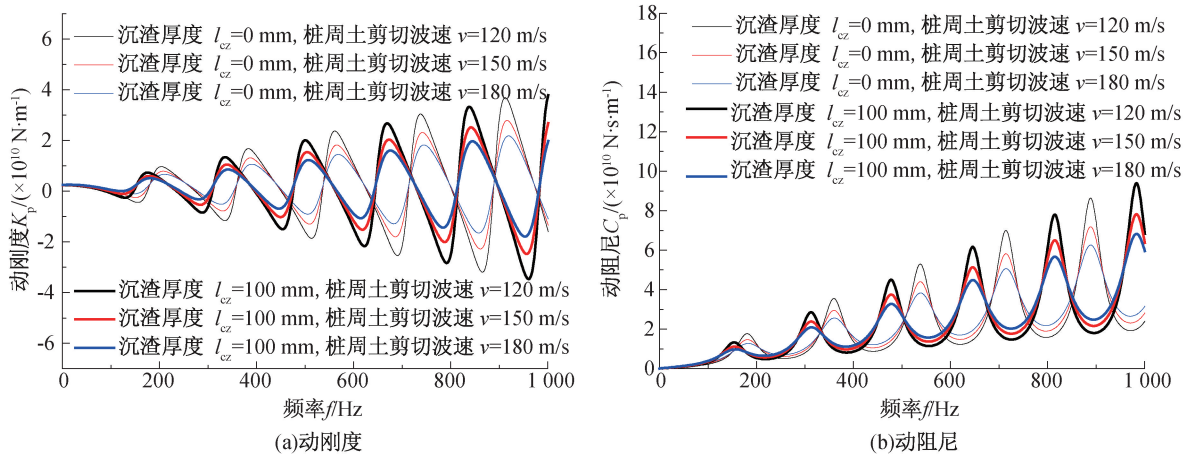 6
4
2
0
-2
-4
-6
动刚度Kp/(×10¹⁰ N·m⁻¹)
沉渣厚度 lcz=0 mm, 桩周土剪切波速 v=120 m/s
沉渣厚度 lcz=0 mm, 桩周土剪切波速 v=150 m/s
沉渣厚度 lcz=0 mm, 桩周土剪切波速 v=180 m/s
沉渣厚度 lcz=100 mm, 桩周土剪切波速 v=120 m/s
沉渣厚度 lcz=100 mm, 桩周土剪切波速 v=150 m/s
沉渣厚度 lcz=100 mm, 桩周土剪切波速 v=180 m/s
0 200 400 600 800 1 000
频率f/Hz
(a)动刚度
18
16
14
12
10
8
6
4
2
0
动阻尼Cp/(×10¹⁰ N·s·m⁻¹)
沉渣厚度 lcz=0 mm, 桩周土剪切波速 v=120 m/s
沉渣厚度 lcz=0 mm, 桩周土剪切波速 v=150 m/s
沉渣厚度 lcz=0 mm, 桩周土剪切波速 v=180 m/s
沉渣厚度 lcz=100 mm, 桩周土剪切波速 v=120 m/s
沉渣厚度 lcz=100 mm, 桩周土剪切波速 v=150 m/s
沉渣厚度 lcz=100 mm, 桩周土剪切波速 v=180 m/s
0 200 400 600 800 1 000
频率f/Hz
(b)动阻尼